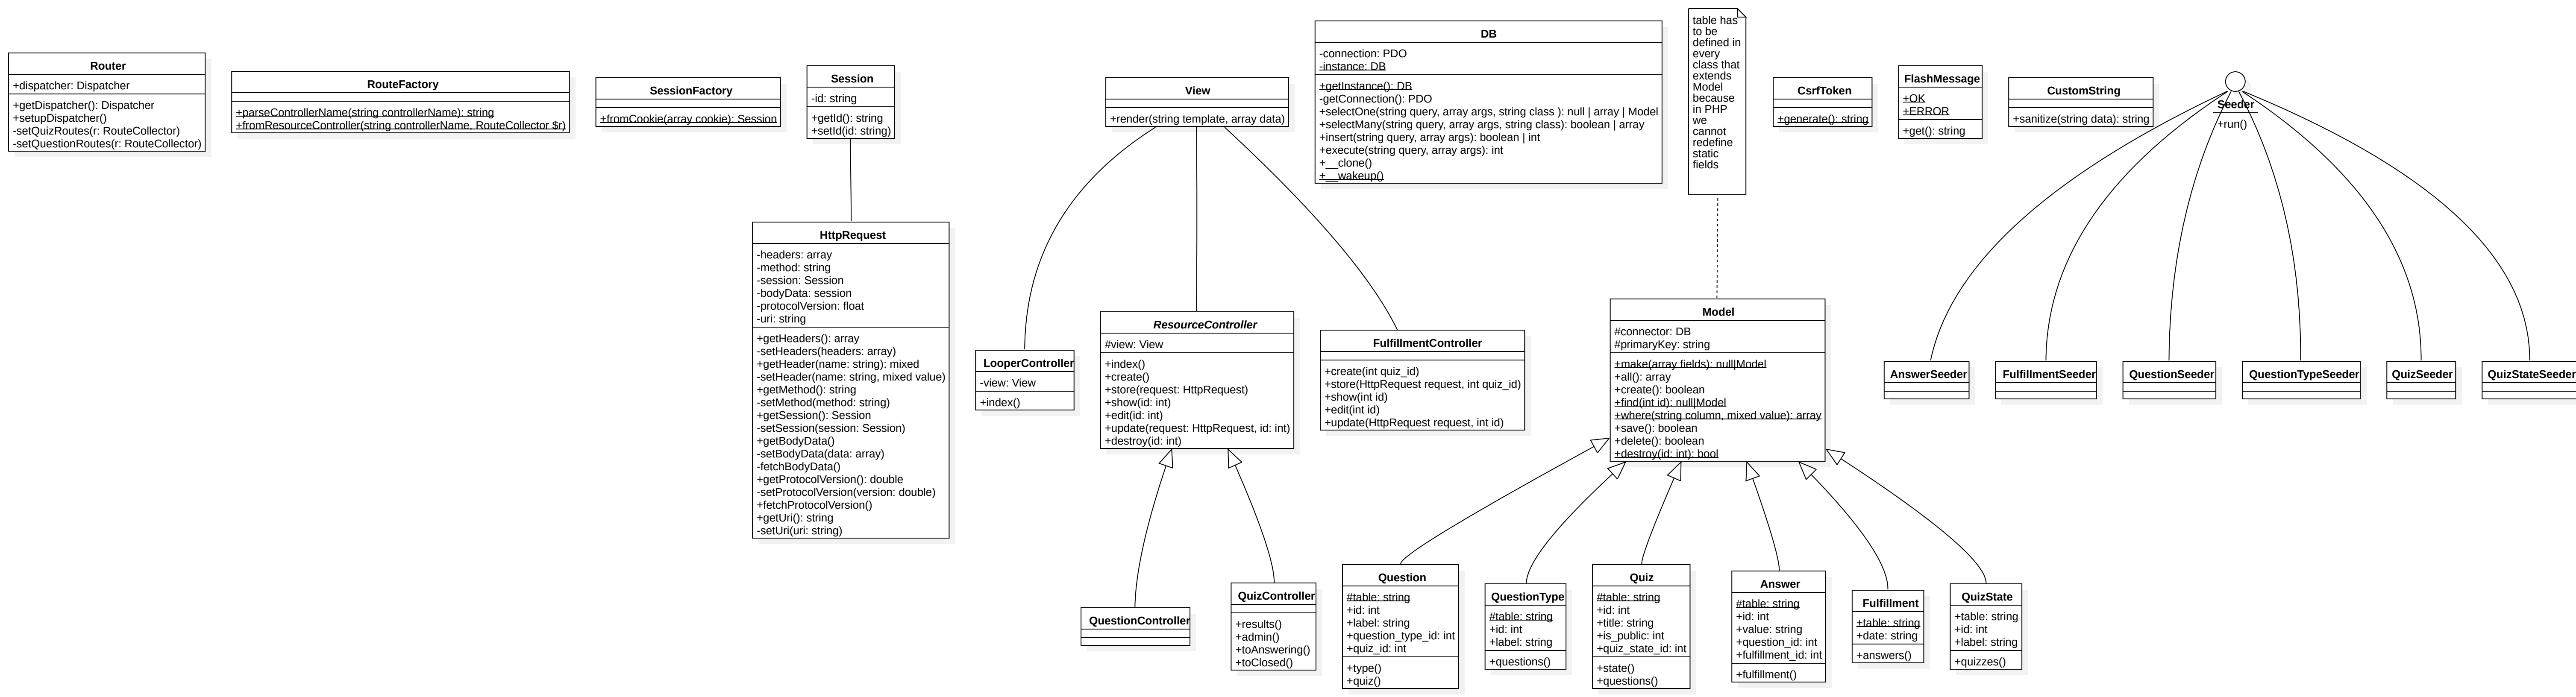 Router
+dispatcher: Dispatcher
+getDispatcher(): Dispatcher
+setupDispatcher()
-setQuizRoutes(r: RouteCollector)
-setQuestionRoutes(r: RouteCollector)
RouteFactory
+parseControllerName(string controllerName): string
+fromResourceController(string controllerName, RouteCollector $r)
SessionFactory
+fromCookie(array cookie): Session
Session
-id: string
+getId(): string
+setId(id: string)
HttpRequest
-headers: array
-method: string
-session: Session
-bodyData: session
-protocolVersion: float
-uri: string
+getHeaders(): array
-setHeaders(headers: array)
+getHeader(name: string): mixed
-setHeader(name: string, mixed value)
+getMethod(): string
-setMethod(method: string)
+getSession(): Session
-setSession(session: Session)
+getBodyData()
-setBodyData(data: array)
-fetchBodyData()
+getProtocolVersion(): double
-setProtocolVersion(version: double)
+fetchProtocolVersion()
+getUri(): string
-setUri(uri: string)
View
+render(string template, array data)
LooperController
-view: View
+index()
ResourceController
#view: View
+index()
+create()
+store(request: HttpRequest)
+show(id: int)
+edit(id: int)
+update(request: HttpRequest, id: int)
+destroy(id: int)
FulfillmentController
+create(int quiz_id)
+store(HttpRequest request, int quiz_id)
+show(int id)
+edit(int id)
+update(HttpRequest request, int id)
QuestionController
QuizController
+results()
+admin()
+toAnswering()
+toClosed()
DB
-connection: PDO
-instance: DB
+getInstance(): DB
-getConnection(): PDO
+selectOne(string query, array args, string class ): null | array | Model
+selectMany(string query, array args, string class): boolean | array
+insert(string query, array args): boolean | int
+execute(string query, array args): int
+__clone()
+__wakeup()
table has
to be
defined in
every
class that
extends
Model
because
in PHP
we
cannot
redefine
static
fields
Model
#connector: DB
#primaryKey: string
+make(array fields): null|Model
+all(): array
+create(): boolean
+find(int id): null|Model
+where(string column, mixed value): array
+save(): boolean
+delete(): boolean
+destroy(id: int): bool
Question
#table: string
+id: int
+label: string
+question_type_id: int
+quiz_id: int
+type()
+quiz()
QuestionType
#table: string
+id: int
+label: string
+questions()
Quiz
#table: string
+id: int
+title: string
+is_public: int
+quiz_state_id: int
+state()
+questions()
Answer
#table: string
+id: int
+value: string
+question_id: int
+fulfillment_id: int
+fulfillment()
Fulfillment
+table: string
+date: string
+answers()
QuizState
+table: string
+id: int
+label: string
+quizzes()
CsrfToken
+generate(): string
FlashMessage
+OK
+ERROR
+get(): string
CustomString
+sanitize(string data): string
Seeder
+run()
AnswerSeeder
FulfillmentSeeder
QuestionSeeder
QuestionTypeSeeder
QuizSeeder
QuizStateSeeder